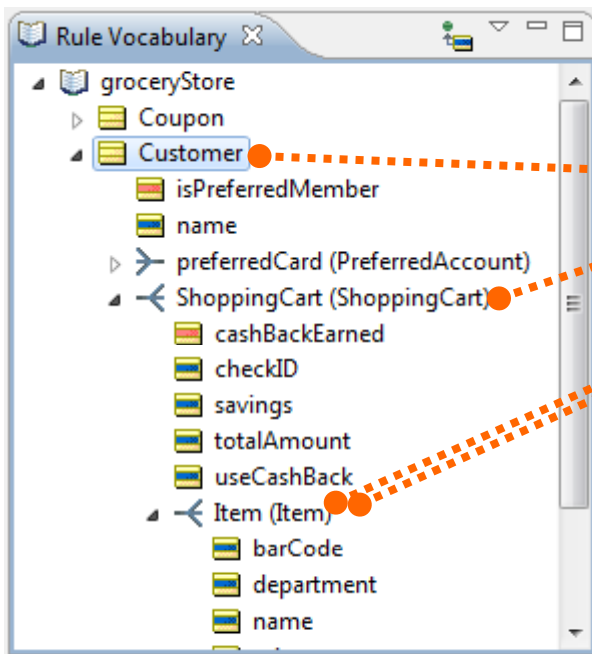 Rule Vocabulary
groceryStore
Coupon
Customer
isPreferredMember
name
preferredCard (PreferredAccount)
ShoppingCart (ShoppingCart)
cashBackEarned
checkID
savings
totalAmount
useCashBack
Item (Item)
barCode
department
name